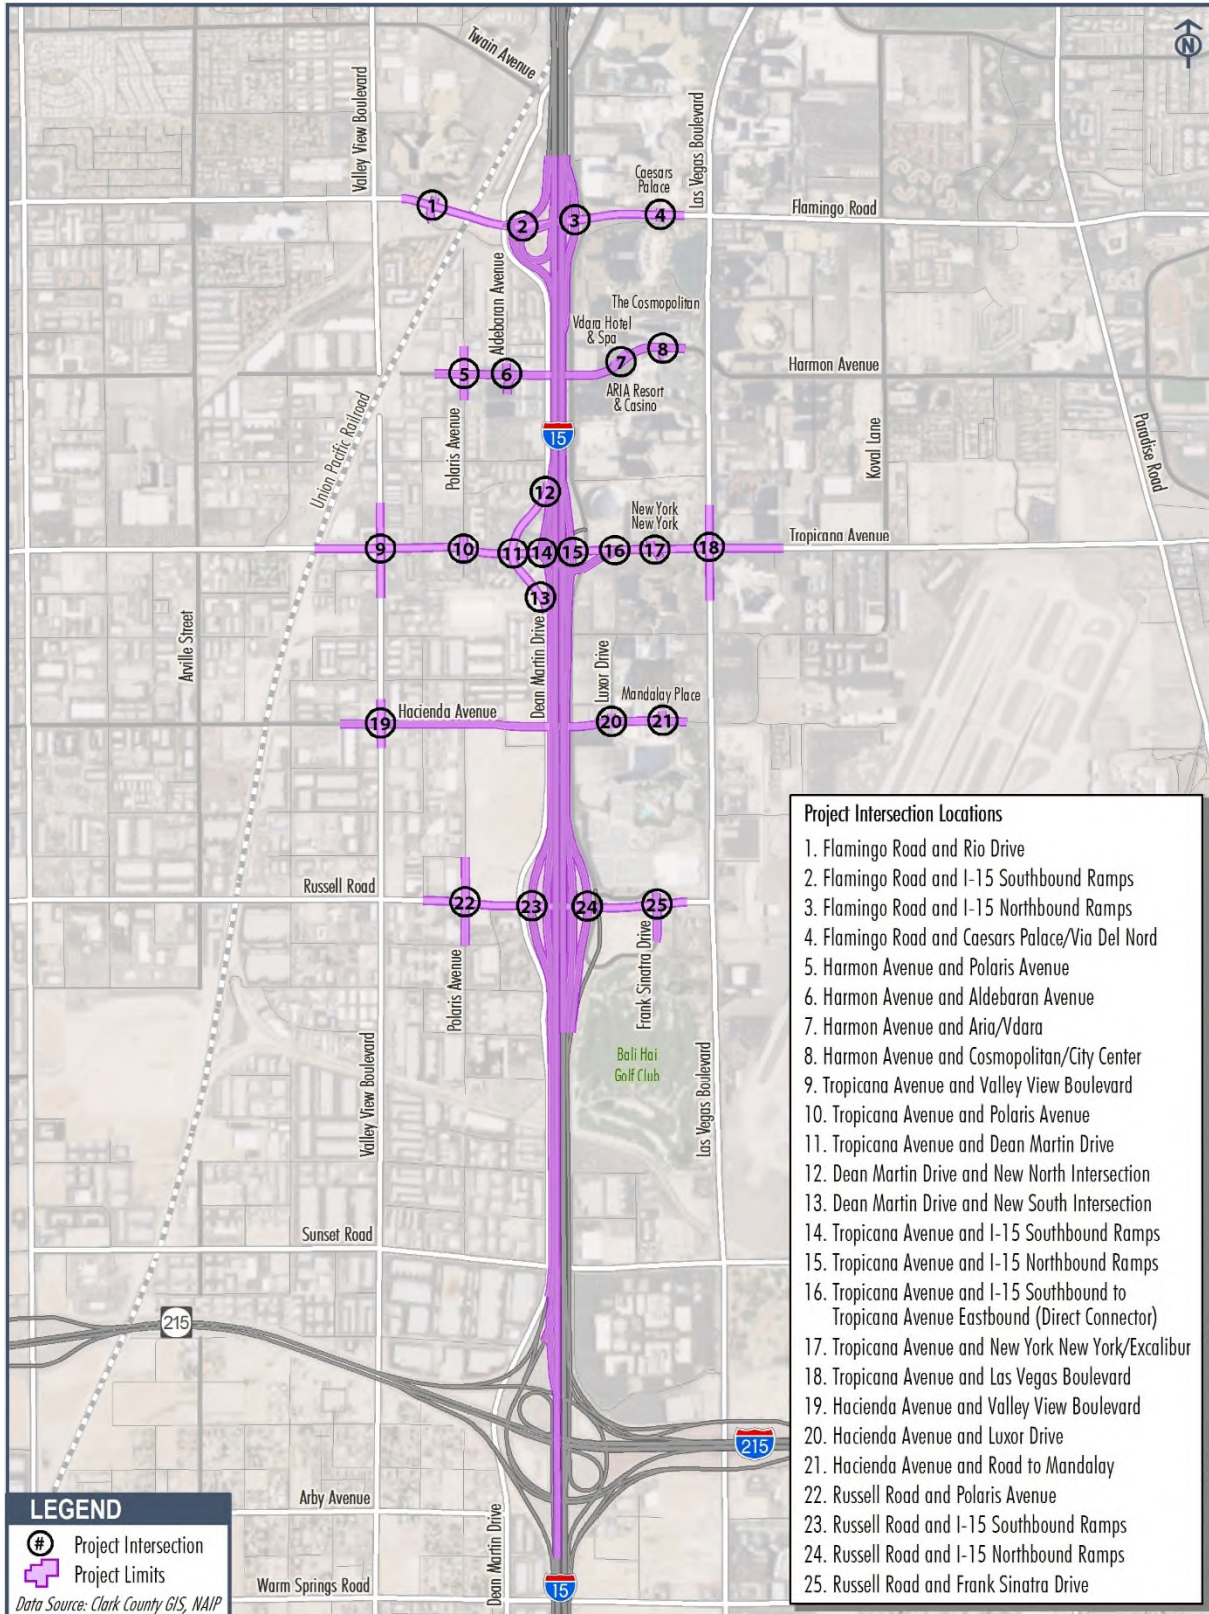 N
Twain Avenue
Valley View Boulevard
Las Vegas Boulevard
Caesars
Palace
1
2
3
4
Flamingo Road
Aldebaran Avenue
The Cosmopolitan
Vdara Hotel
& Spa
5
6
7
8
Harmon Avenue
ARIA Resort
& Casino
Union Pacific Railroad
Polaris Avenue
15
Koval Lane
Paradise Road
12
New York
New York
9
10
11
14
15
16
17
18
Tropicana Avenue
13
Arville Street
Dean Martin Drive
Luxor Drive
Mandalay Place
19
Hacienda Avenue
20
21
Russell Road
22
23
24
25
Polaris Avenue
Frank Sinatra Drive
Bali Hai
Golf Club
Valley View Boulevard
Las Vegas Boulevard
Sunset Road
215
215
Arby Avenue
Dean Martin Drive
Warm Springs Road
15
Project Intersection Locations
1. Flamingo Road and Rio Drive
2. Flamingo Road and I-15 Southbound Ramps
3. Flamingo Road and I-15 Northbound Ramps
4. Flamingo Road and Caesars Palace/Via Del Nord
5. Harmon Avenue and Polaris Avenue
6. Harmon Avenue and Aldebaran Avenue
7. Harmon Avenue and Aria/Vdara
8. Harmon Avenue and Cosmopolitan/City Center
9. Tropicana Avenue and Valley View Boulevard
10. Tropicana Avenue and Polaris Avenue
11. Tropicana Avenue and Dean Martin Drive
12. Dean Martin Drive and New North Intersection
13. Dean Martin Drive and New South Intersection
14. Tropicana Avenue and I-15 Southbound Ramps
15. Tropicana Avenue and I-15 Northbound Ramps
16. Tropicana Avenue and I-15 Southbound to
Tropicana Avenue Eastbound (Direct Connector)
17. Tropicana Avenue and New York New York/Excalibur
18. Tropicana Avenue and Las Vegas Boulevard
19. Hacienda Avenue and Valley View Boulevard
20. Hacienda Avenue and Luxor Drive
21. Hacienda Avenue and Road to Mandalay
22. Russell Road and Polaris Avenue
23. Russell Road and I-15 Southbound Ramps
24. Russell Road and I-15 Northbound Ramps
25. Russell Road and Frank Sinatra Drive
LEGEND
# Project Intersection
Project Limits
Data Source: Clark County GIS, NAIP